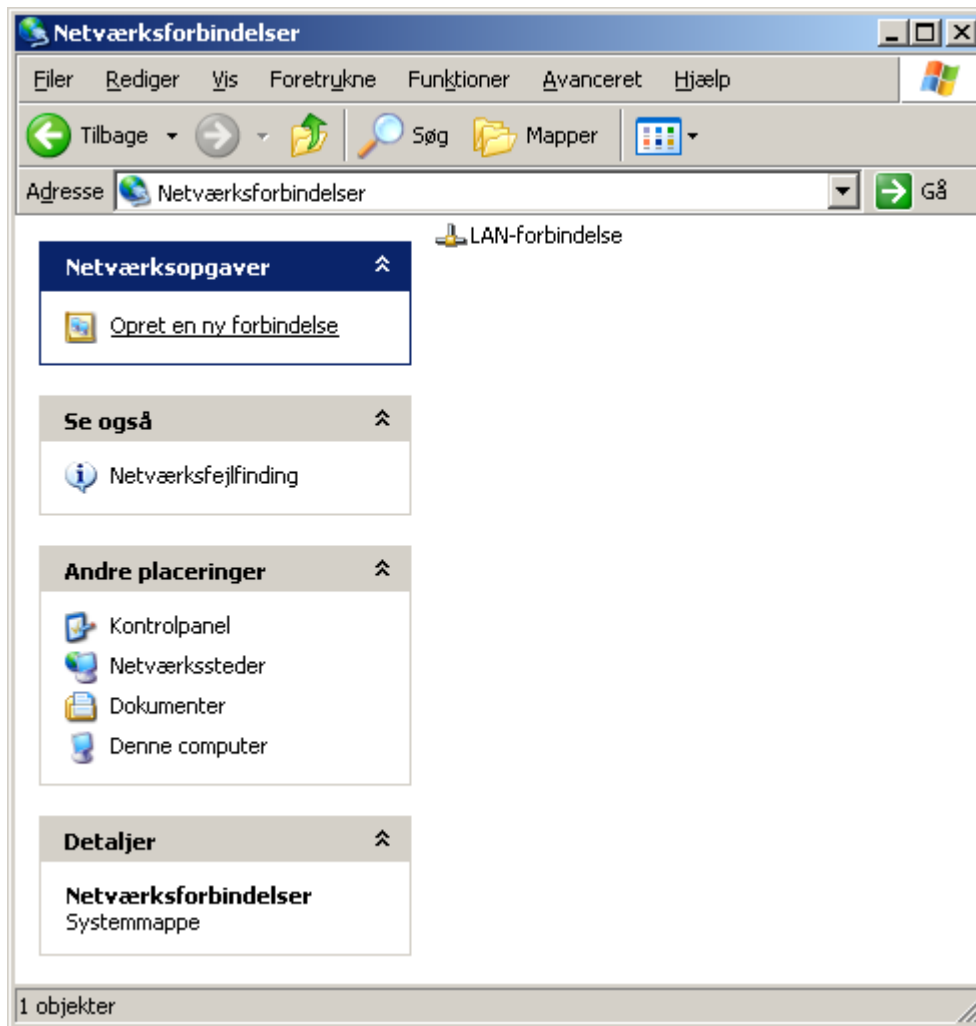 Netværksforbindelser
Filer Rediger Vis Foretrukne Funktioner Avanceret Hjælp
Tilbage Søg Mapper
Adresse Netværksforbindelser Gå
LAN-forbindelse
Netværksopgaver
Opret en ny forbindelse
Se også
Netværksfejlfinding
Andre placeringer
Kontrolpanel
Netværkssteder
Dokumenter
Denne computer
Detaljer
Netværksforbindelser
Systemmappe
1 objekter